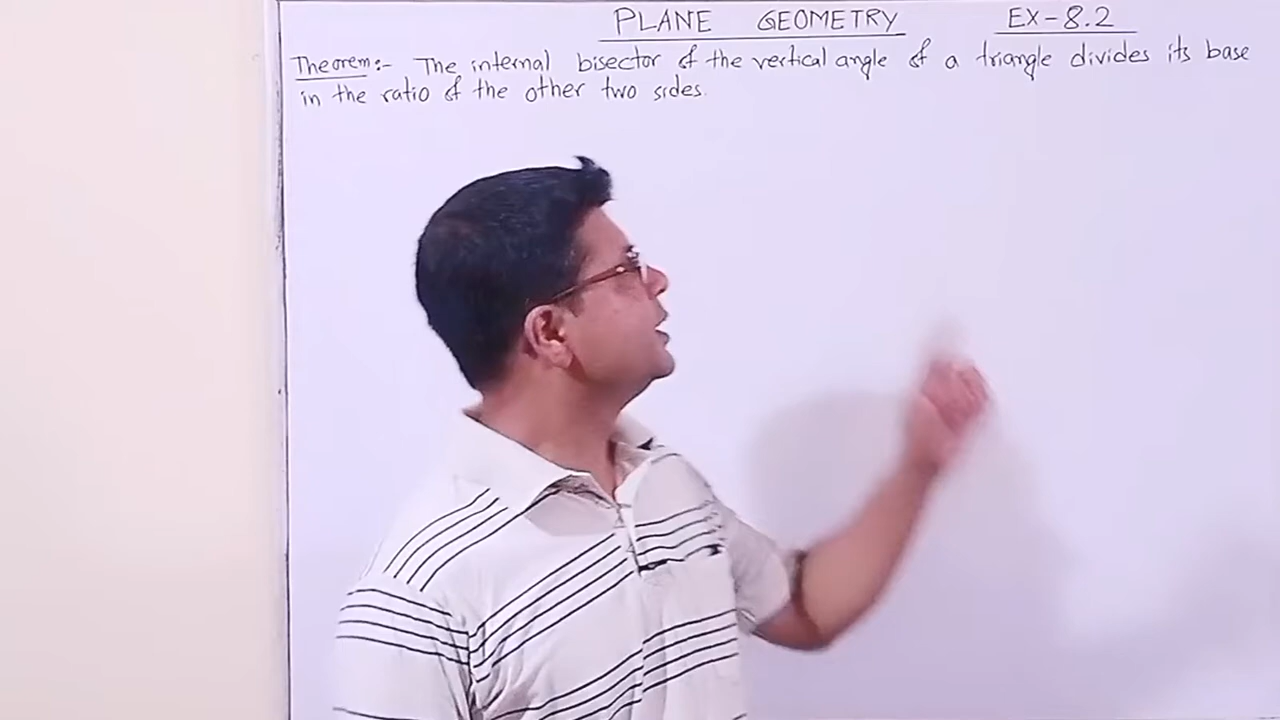 PLANE GEOMETRY EX-8.2
Theorem:- The internal bisector of the vertical angle of a triangle divides its base
in the ratio of the other two sides.